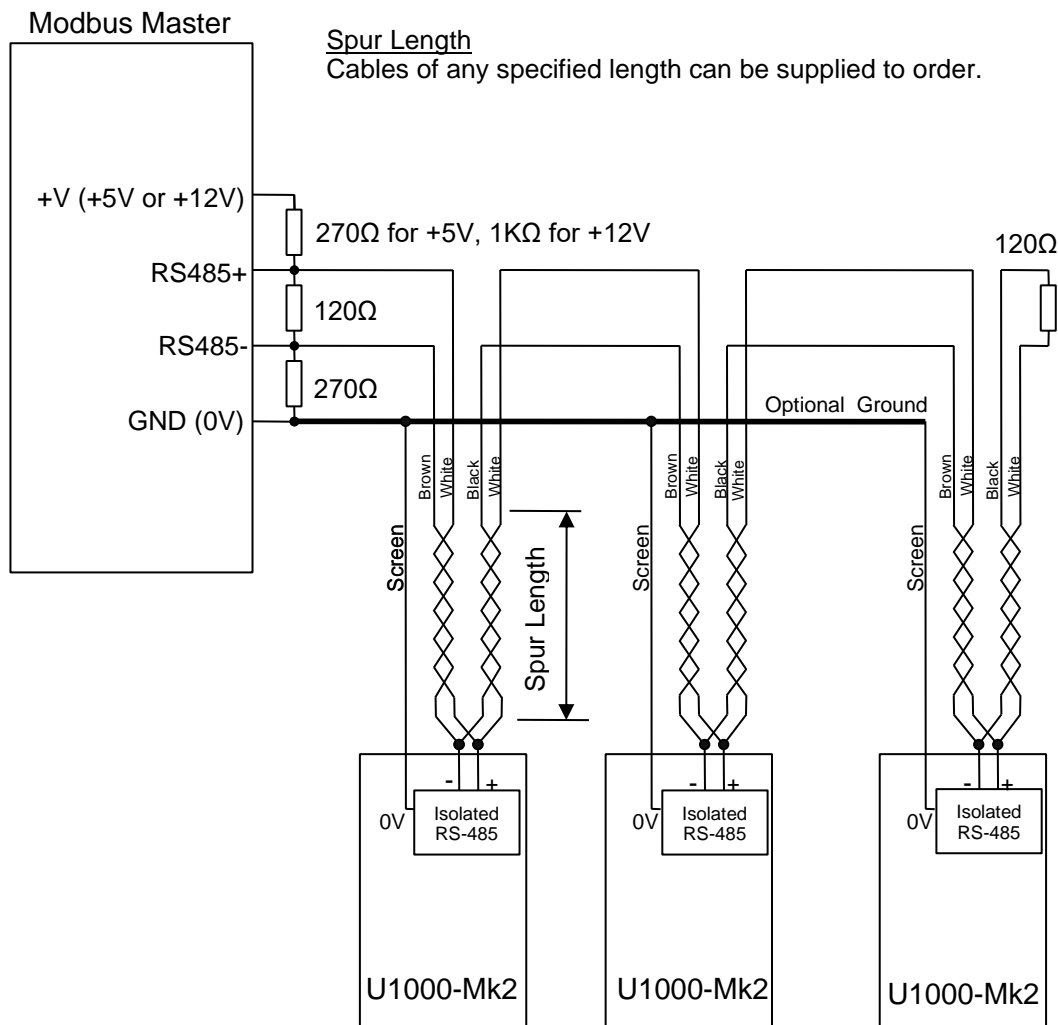 Modbus Master
Spur Length
Cables of any specified length can be supplied to order.
+V (+5V or +12V)
270Ω for +5V, 1KΩ for +12V
120Ω
RS485+
120Ω
RS485-
270Ω
GND (0V)
Optional Ground
Brown
White
Black
White
Brown
White
Black
White
Brown
White
Black
White
Screen
Spur Length
Screen
Screen
- +
- +
- +
0V
Isolated
RS-485
0V
Isolated
RS-485
0V
Isolated
RS-485
U1000-Mk2
U1000-Mk2
U1000-Mk2